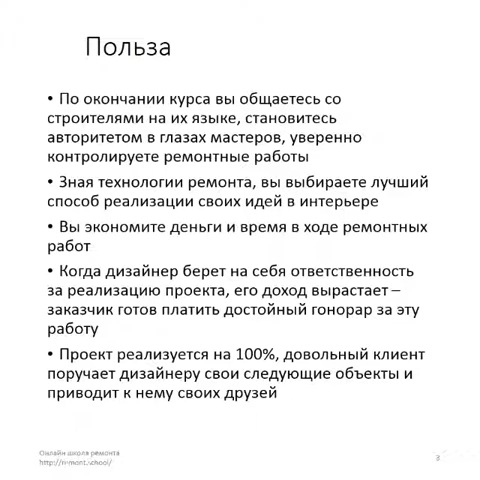 Польза
• По окончании курса вы общаетесь со
строителями на их языке, становитесь
авторитетом в глазах мастеров, уверенно
контролируете ремонтные работы
• Зная технологии ремонта, вы выбираете лучший
способ реализации своих идей в интерьере
• Вы экономите деньги и время в ходе ремонтных
работ
• Когда дизайнер берет на себя ответственность
за реализацию проекта, его доход вырастает –
заказчик готов платить достойный гонорар за эту
работу
• Проект реализуется на 100%, довольный клиент
поручает дизайнеру свои следующие объекты и
приводит к нему своих друзей
Онлайн школа ремонта